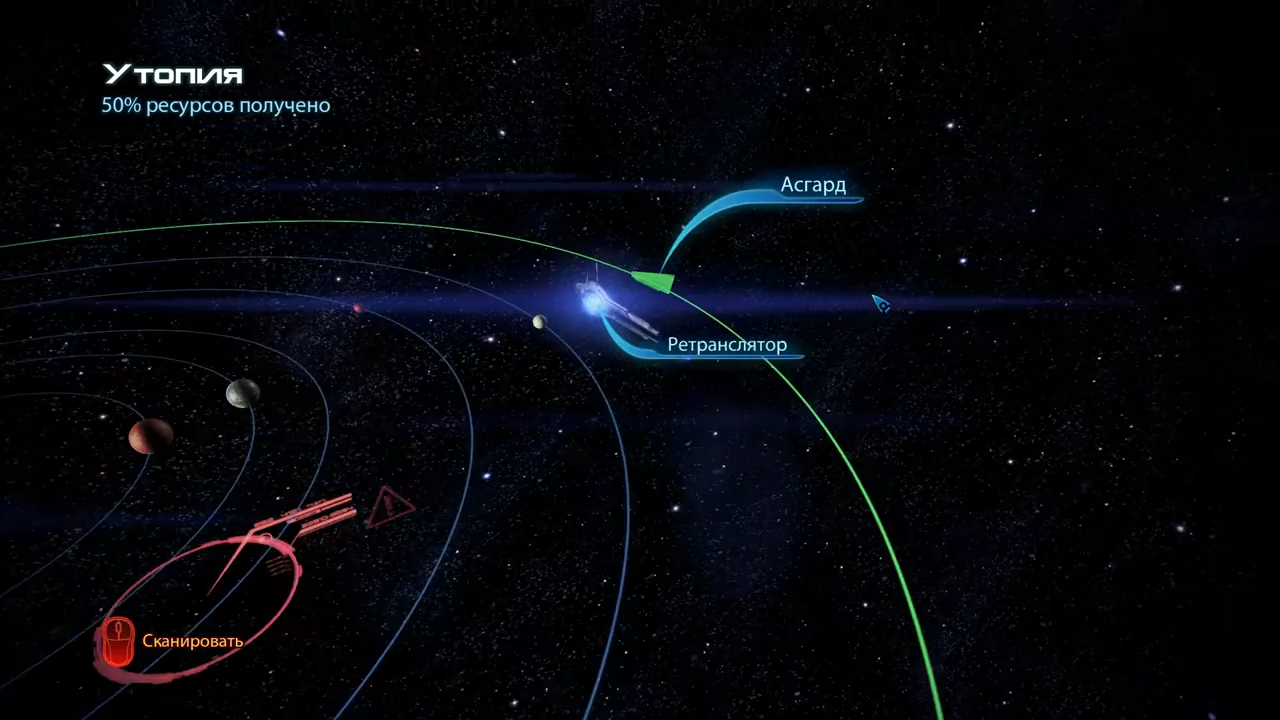 Утопия
50% ресурсов получено
Асгард
Ретранслятор
Сканировать